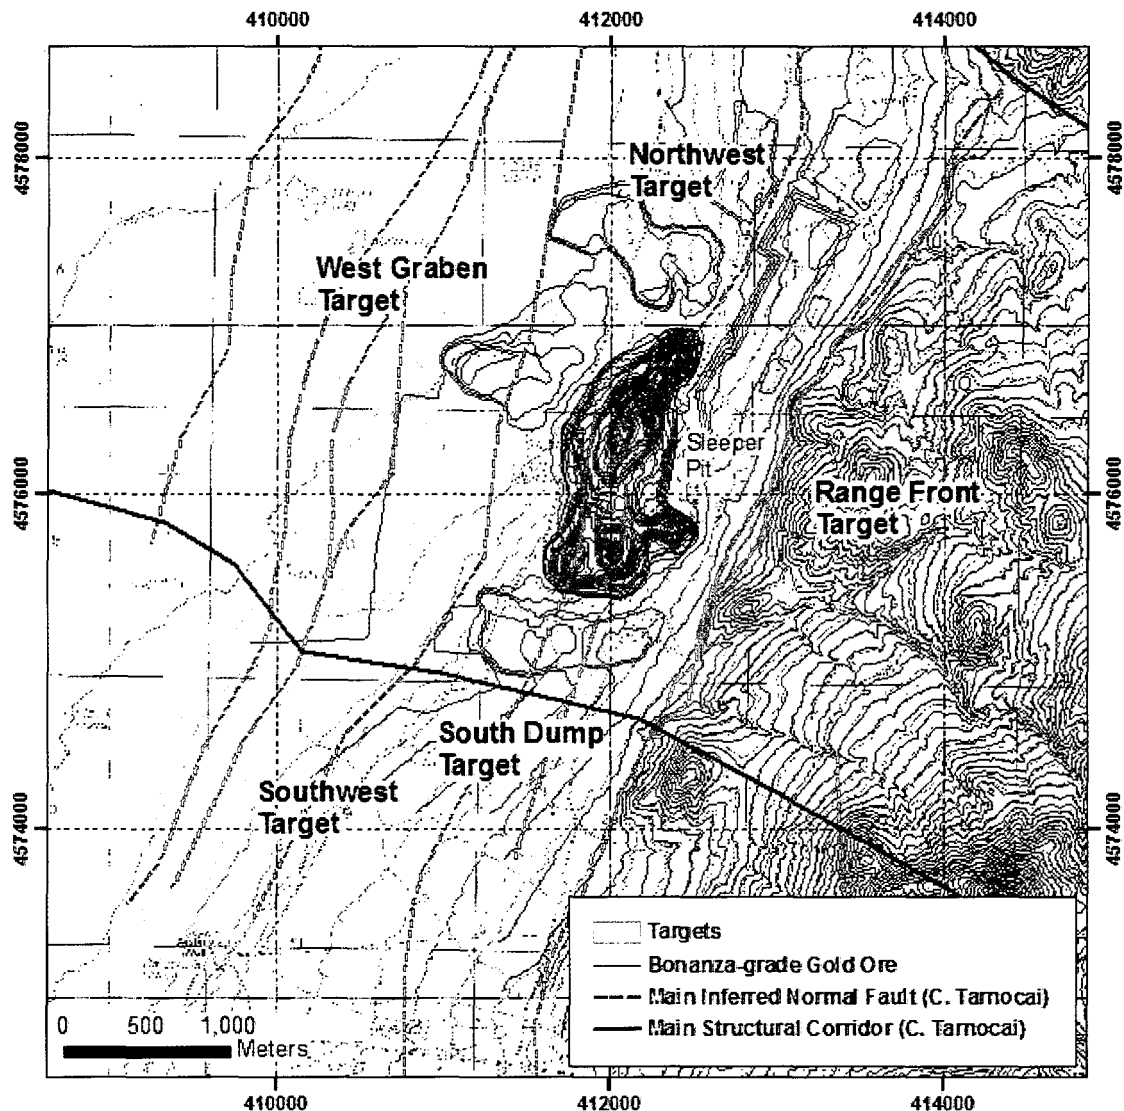 410000
412000
414000
4578000
4578000
Northwest
Target
West Graben
Target
Sleeper
Pit
4576000
4576000
Range Front
Target
South Dump
Target
Southwest
Target
4574000
4574000
Targets
Bonanza-grade Gold Ore
Main Inferred Normal Fault (C. Tarnocai)
Main Structural Corridor (C. Tarnocai)
0 500 1,000
Meters
410000
412000
414000